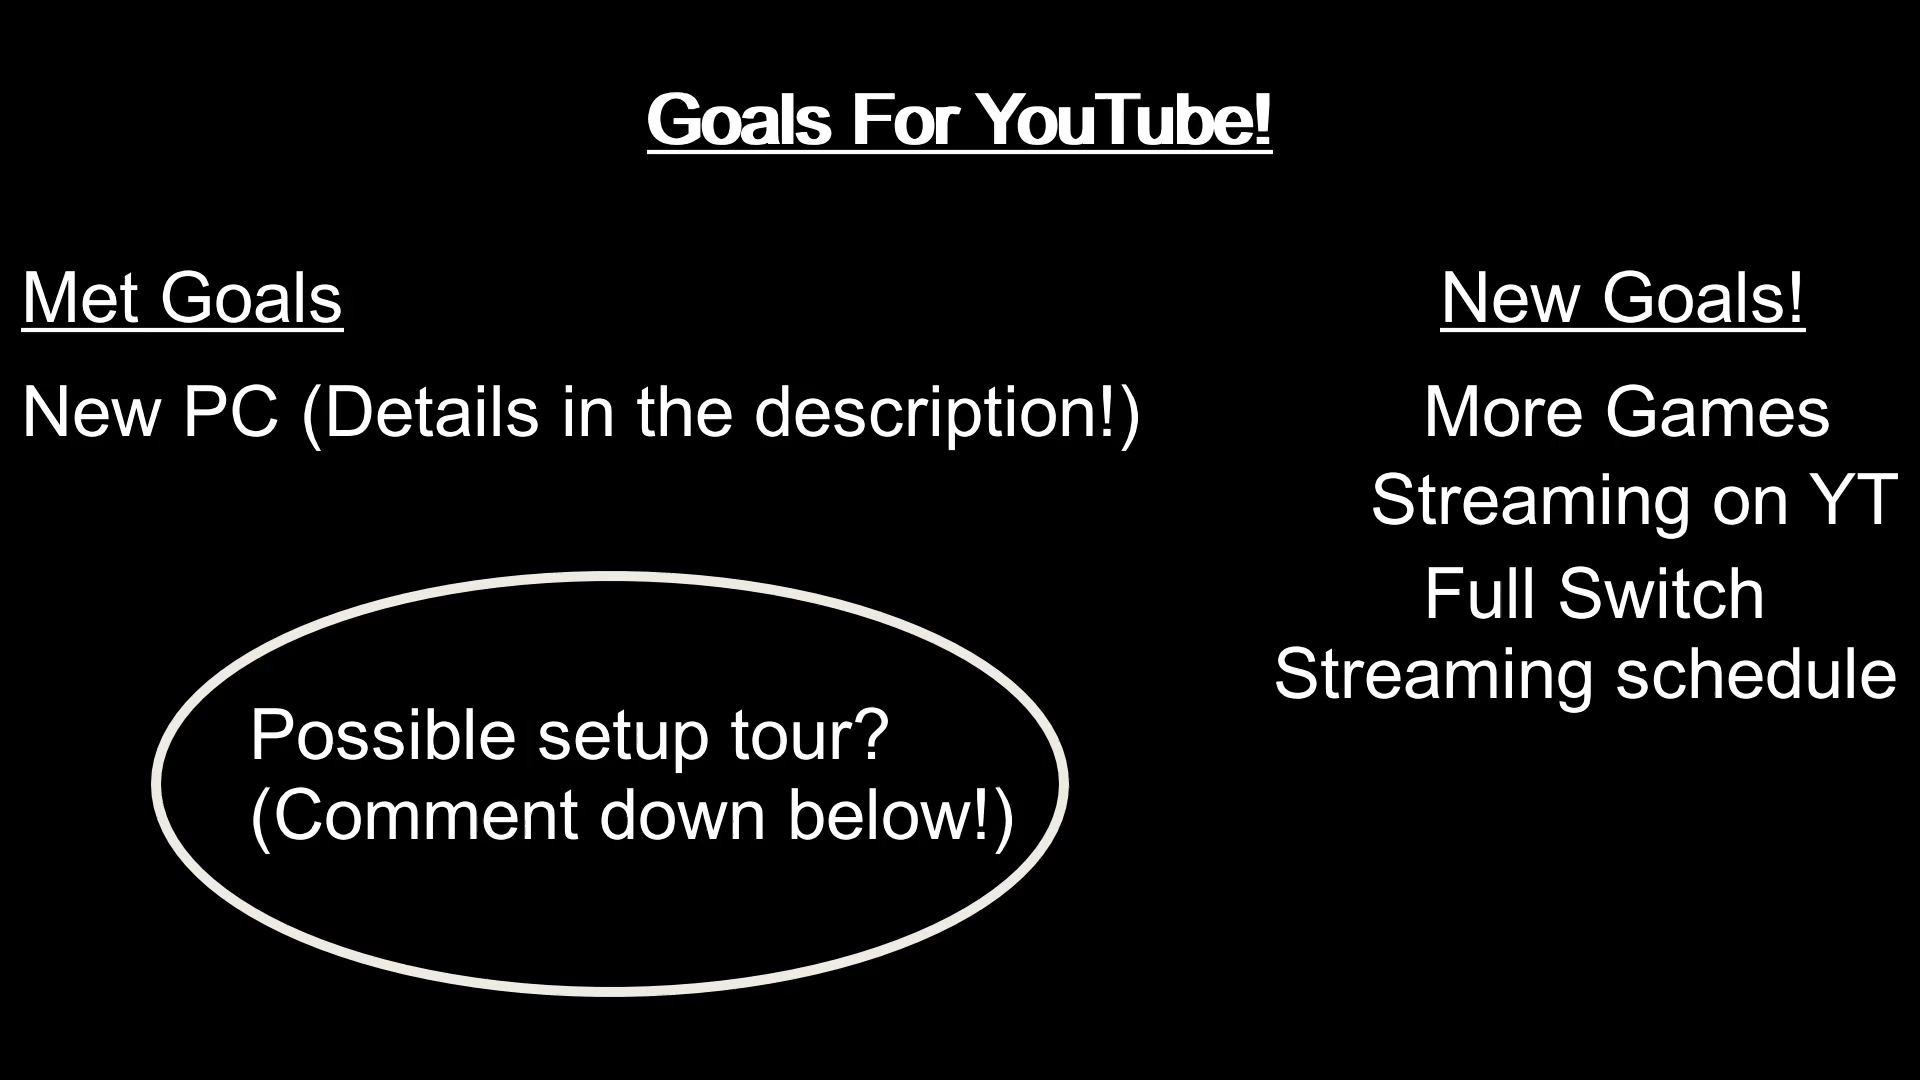 Goals For YouTube!
Met Goals
New PC (Details in the description!)
Possible setup tour?
(Comment down below!)
New Goals!
More Games
Streaming on YT
Full Switch
Streaming schedule